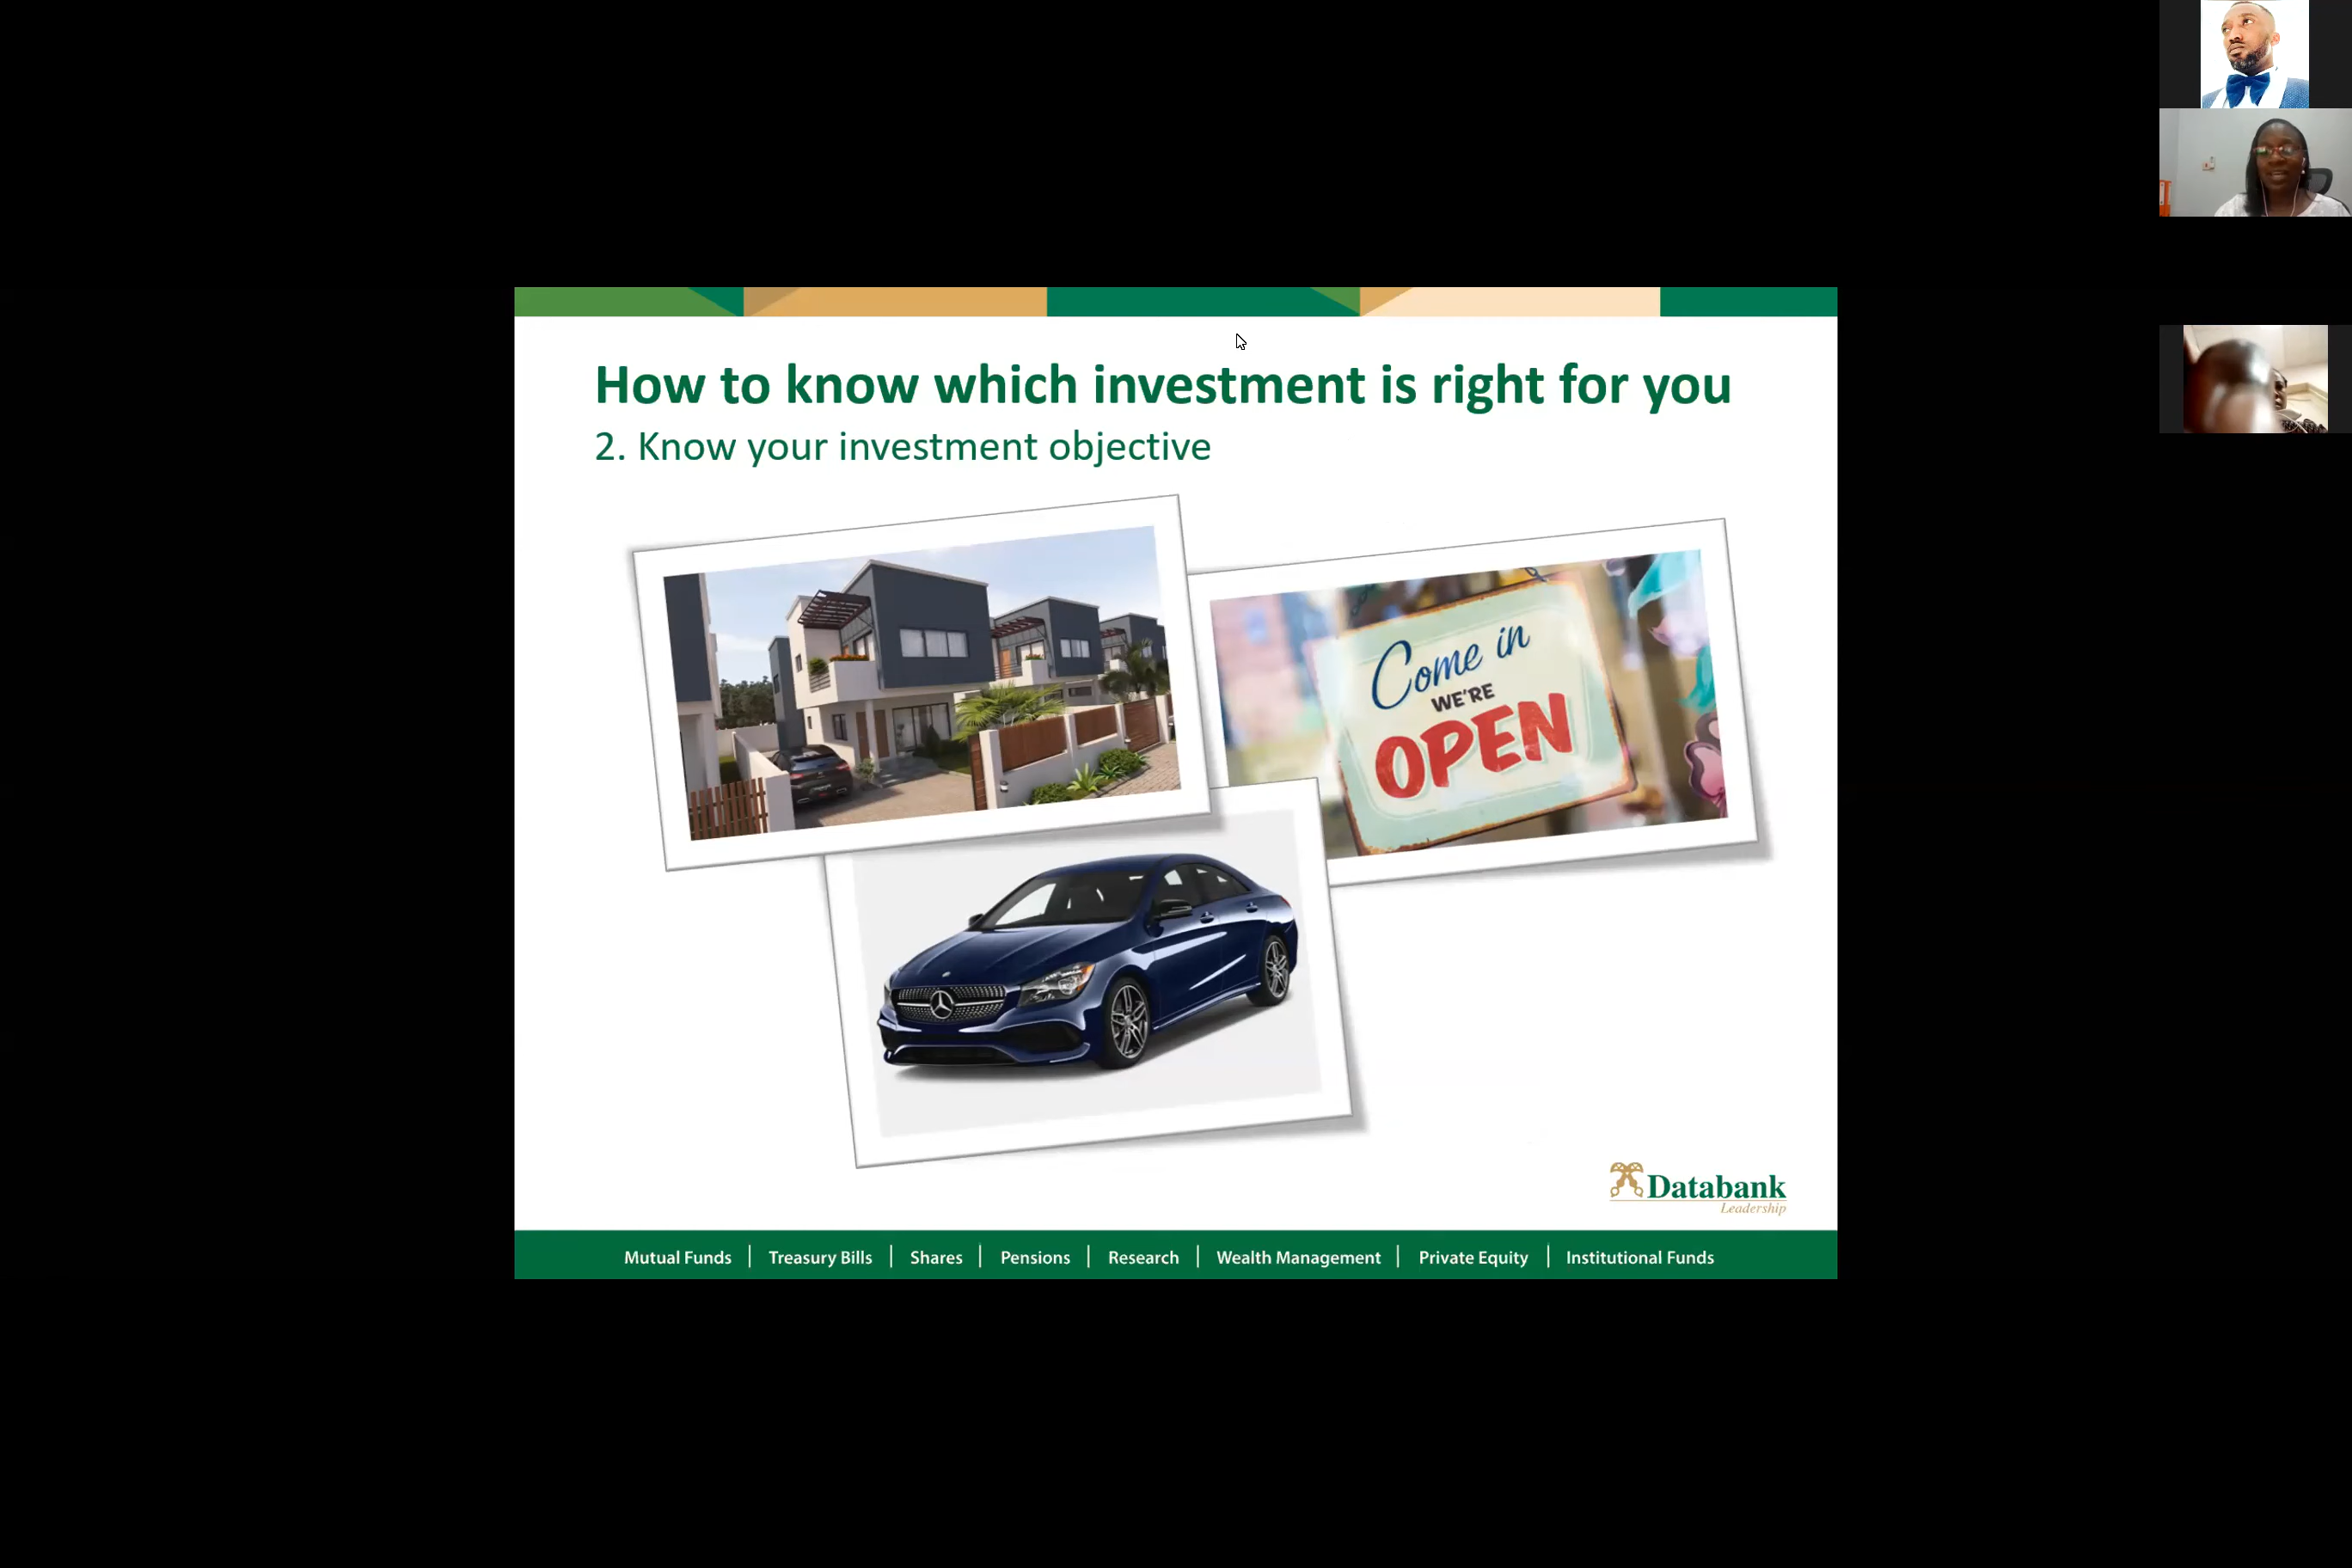 How to know which investment is right for you
2. Know your investment objective
Come in
WE'RE
OPEN
Databank
Leadership
Mutual Funds | Treasury Bills | Shares | Pensions | Research | Wealth Management | Private Equity | Institutional Funds